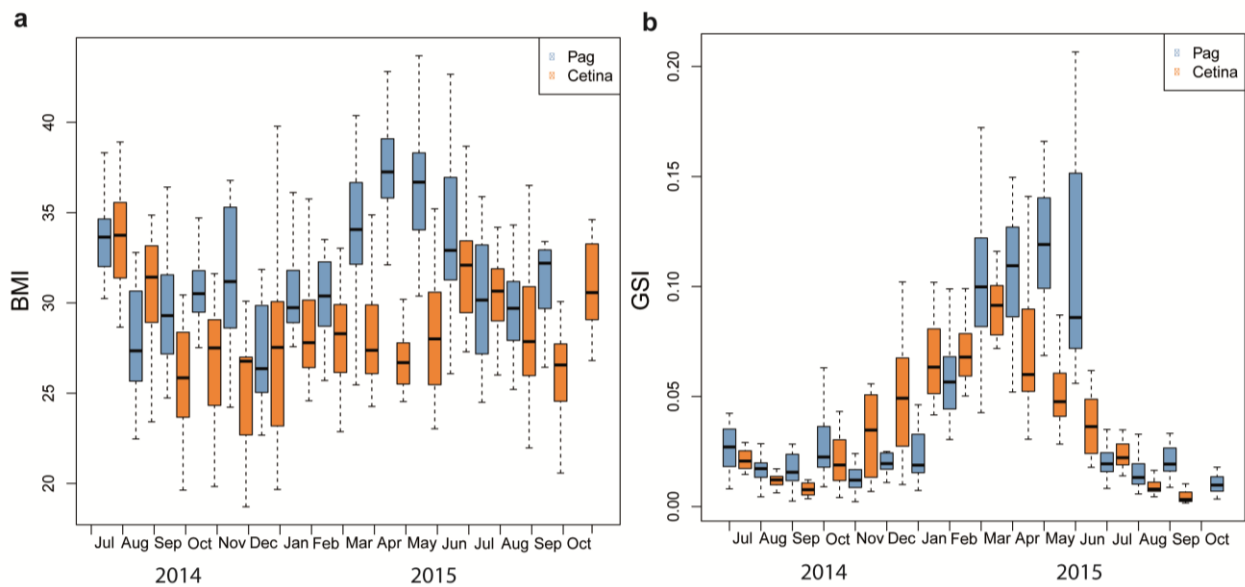 a
BMI
20
25
30
35
40
Pag
Cetina
Jul Aug Sep Oct Nov Dec Jan Feb Mar Apr May Jun Jul Aug Sep Oct
2014 2015
b
GSI
0.00
0.05
0.10
0.15
0.20
Pag
Cetina
Jul Aug Sep Oct Nov Dec Jan Feb Mar Apr May Jun Jul Aug Sep Oct
2014 2015